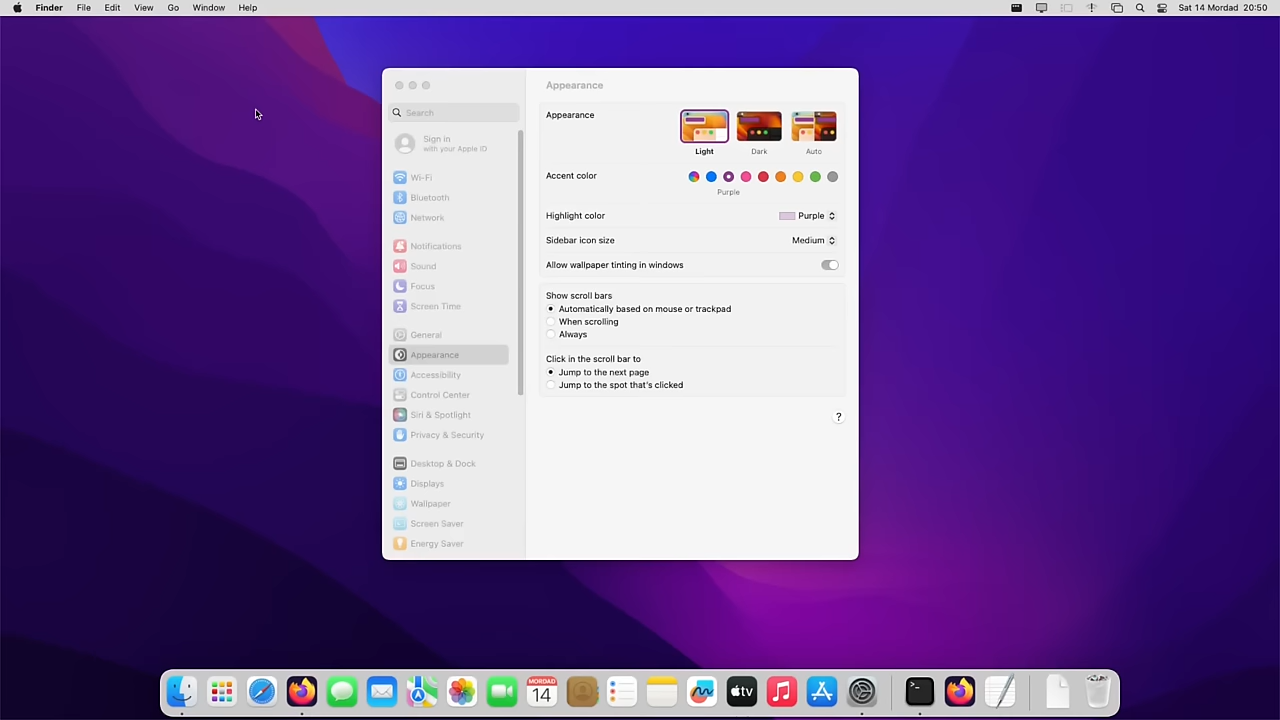 Finder File Edit View Go Window Help
Sat 14 Mordad 20:50
Search
Sign in
with your Apple ID
Wi-Fi
Bluetooth
Network
Notifications
Sound
Focus
Screen Time
General
Appearance
Accessibility
Control Center
Siri & Spotlight
Privacy & Security
Desktop & Dock
Displays
Wallpaper
Screen Saver
Energy Saver
Appearance
Appearance
Light Dark Auto
Accent color
Purple
Highlight color Purple
Sidebar icon size Medium
Allow wallpaper tinting in windows
Show scroll bars
Automatically based on mouse or trackpad
When scrolling
Always
Click in the scroll bar to
Jump to the next page
Jump to the spot that's clicked
?
MORDAD
14
tv
>_